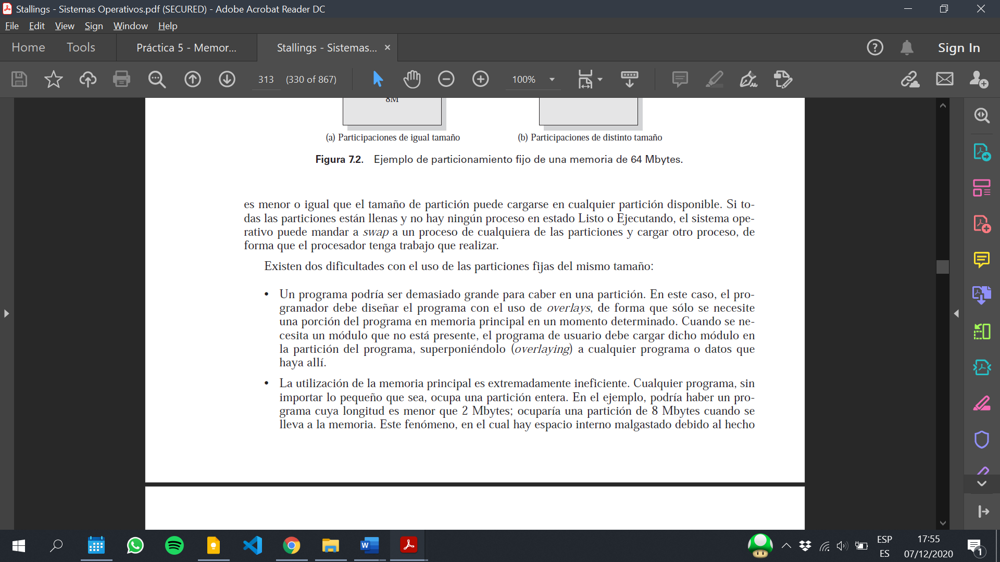 Stallings - Sistemas Operativos.pdf (SECURED) - Adobe Acrobat Reader DC
File Edit View Sign Window Help
Home Tools Práctica 5 - Memor... Stallings - Sistemas... × Sign In
313 (330 of 867) 100%
8M
(a) Participaciones de igual tamaño (b) Participaciones de distinto tamaño
Figura 7.2. Ejemplo de particionamiento fijo de una memoria de 64 Mbytes.
es menor o igual que el tamaño de partición puede cargarse en cualquier partición disponible. Si to-
das las particiones están llenas y no hay ningún proceso en estado Listo o Ejecutando, el sistema ope-
rativo puede mandar a swap a un proceso de cualquiera de las particiones y cargar otro proceso, de
forma que el procesador tenga trabajo que realizar.
Existen dos dificultades con el uso de las particiones fijas del mismo tamaño:
• Un programa podría ser demasiado grande para caber en una partición. En este caso, el pro-
gramador debe diseñar el programa con el uso de overlays, de forma que sólo se necesite
una porción del programa en memoria principal en un momento determinado. Cuando se ne-
cesita un módulo que no está presente, el programa de usuario debe cargar dicho módulo en
la partición del programa, superponiéndolo (overlaying) a cualquier programa o datos que
haya allí.
• La utilización de la memoria principal es extremadamente ineficiente. Cualquier programa, sin
importar lo pequeño que sea, ocupa una partición entera. En el ejemplo, podría haber un pro-
grama cuya longitud es menor que 2 Mbytes; ocuparía una partición de 8 Mbytes cuando se
lleva a la memoria. Este fenómeno, en el cual hay espacio interno malgastado debido al hecho
ESP 17:55
ES 07/12/2020 1